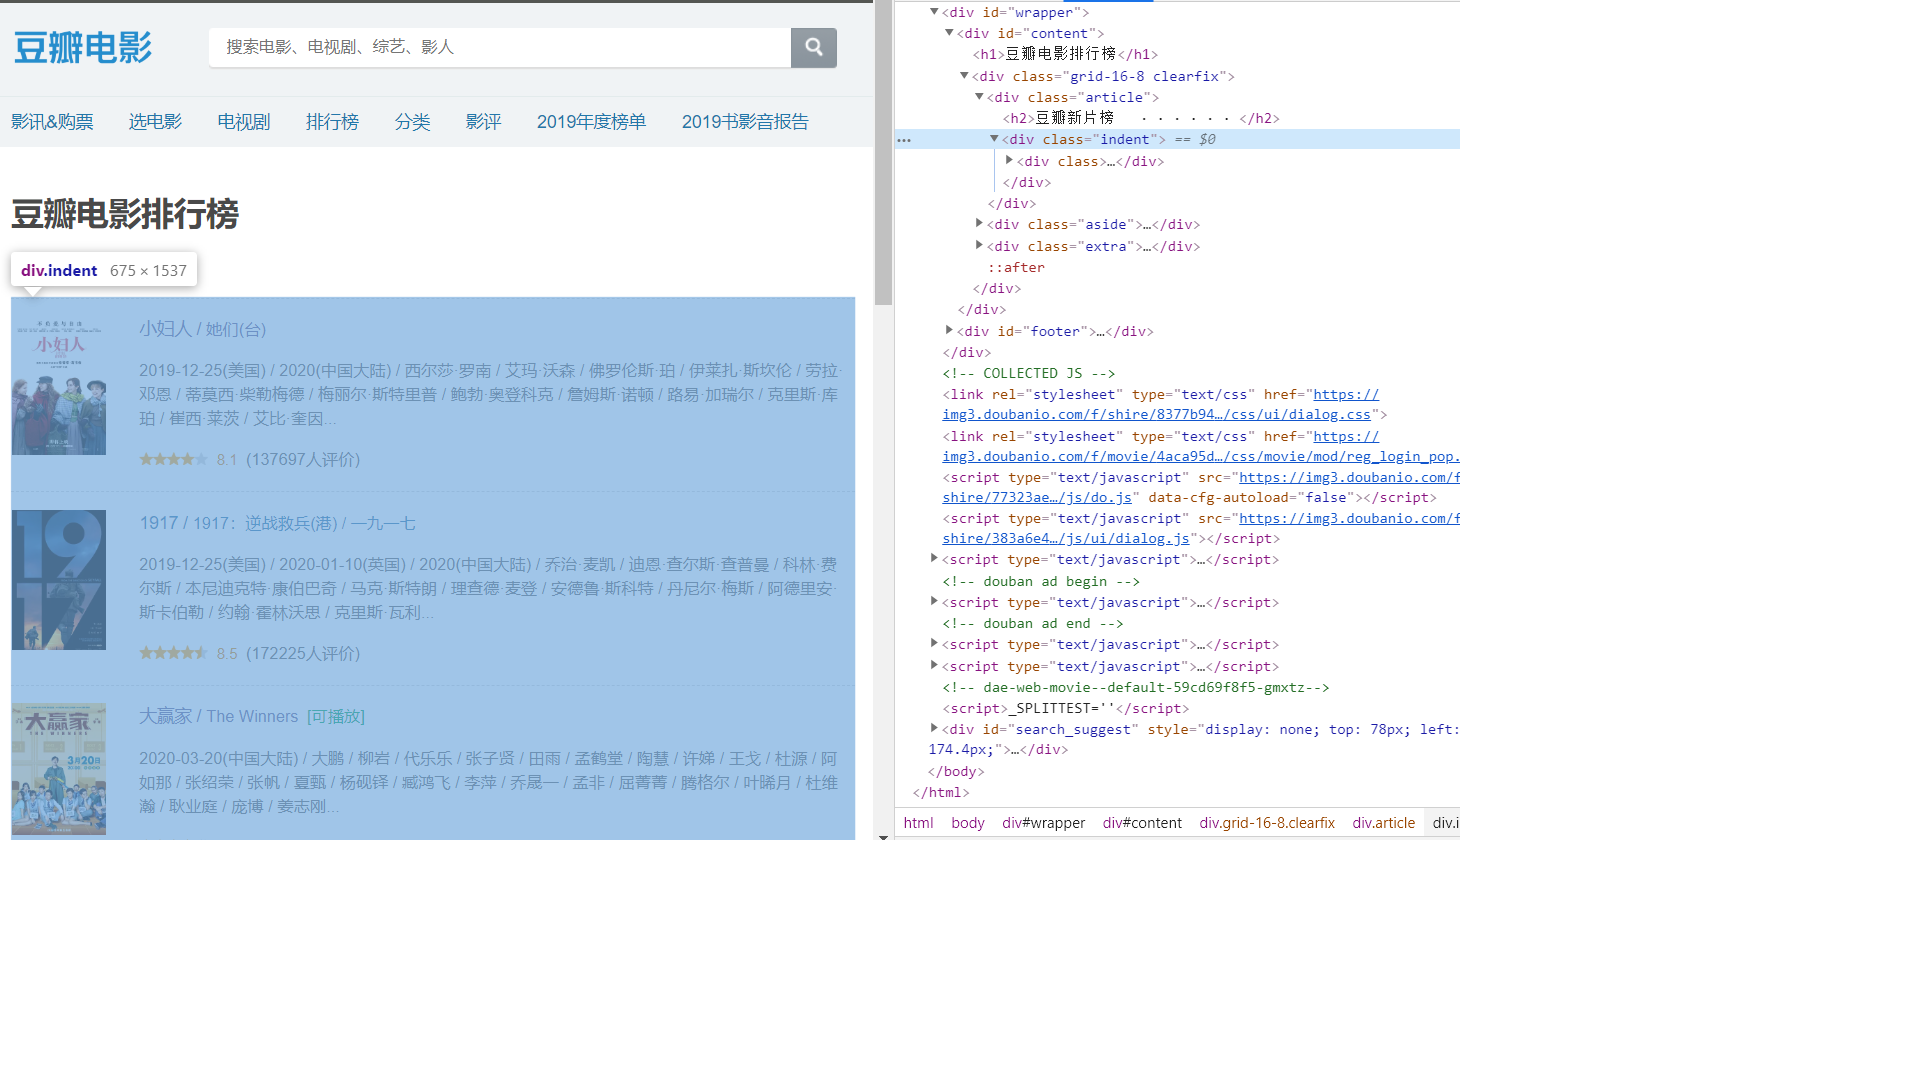 豆瓣电影
搜索电影、电视剧、综艺、影人
影讯&购票 选电影 电视剧 排行榜 分类 影评 2019年度榜单 2019书影音报告
豆瓣电影排行榜
div.indent 675 × 1537
小妇人
小妇人 / 她们(台)
2019-12-25(美国) / 2020(中国大陆) / 西尔莎·罗南 / 艾玛·沃森 / 佛罗伦斯·珀 / 伊莱扎·斯坎伦 / 劳拉·
邓恩 / 蒂莫西·柴勒梅德 / 梅丽尔·斯特里普 / 鲍勃·奥登科克 / 詹姆斯·诺顿 / 路易·加瑞尔 / 克里斯·库
珀 / 崔西·莱茨 / 艾比·奎因...
8.1 (137697人评价)
19
17
1917 / 1917：逆战救兵(港) / 一九一七
2019-12-25(美国) / 2020-01-10(英国) / 2020(中国大陆) / 乔治·麦凯 / 迪恩·查尔斯·查普曼 / 科林·费
尔斯 / 本尼迪克特·康伯巴奇 / 马克·斯特朗 / 理查德·麦登 / 安德鲁·斯科特 / 丹尼尔·梅斯 / 阿德里安·
斯卡伯勒 / 约翰·霍林沃思 / 克里斯·瓦利...
8.5 (172225人评价)
大赢家
THE WINNERS
3月20日
大赢家 / The Winners [可播放]
2020-03-20(中国大陆) / 大鹏 / 柳岩 / 代乐乐 / 张子贤 / 田雨 / 孟鹤堂 / 陶慧 / 许娣 / 王戈 / 杜源 / 阿
如那 / 张绍荣 / 张帆 / 夏甄 / 杨砚铎 / 臧鸿飞 / 李萍 / 乔晟一 / 孟非 / 屈菁菁 / 腾格尔 / 叶晞月 / 杜维
瀚 / 耿业庭 / 庞博 / 姜志刚...
<div id="wrapper">
<div id="content">
<h1>豆瓣电影排行榜</h1>
<div class="grid-16-8 clearfix">
<div class="article">
<h2>豆瓣新片榜 · · · · · · </h2>
... <div class="indent"> == $0
<div class>…</div>
</div>
</div>
<div class="aside">…</div>
<div class="extra">…</div>
::after
</div>
</div>
<div id="footer">…</div>
</div>
<!-- COLLECTED JS -->
<link rel="stylesheet" type="text/css" href="https://
img3.doubanio.com/f/shire/8377b94…/css/ui/dialog.css">
<link rel="stylesheet" type="text/css" href="https://
img3.doubanio.com/f/movie/4aca95d…/css/movie/mod/reg_login_pop.
<script type="text/javascript" src="https://img3.doubanio.com/f
shire/77323ae…/js/do.js" data-cfg-autoload="false"></script>
<script type="text/javascript" src="https://img3.doubanio.com/f
shire/383a6e4…/js/ui/dialog.js"></script>
<script type="text/javascript">…</script>
<!-- douban ad begin -->
<script type="text/javascript">…</script>
<!-- douban ad end -->
<script type="text/javascript">…</script>
<script type="text/javascript">…</script>
<!-- dae-web-movie--default-59cd69f8f5-gmxtz-->
<script>_SPLITTEST=''</script>
<div id="search_suggest" style="display: none; top: 78px; left:
174.4px;">…</div>
</body>
</html>
html body div#wrapper div#content div.grid-16-8.clearfix div.article div.i